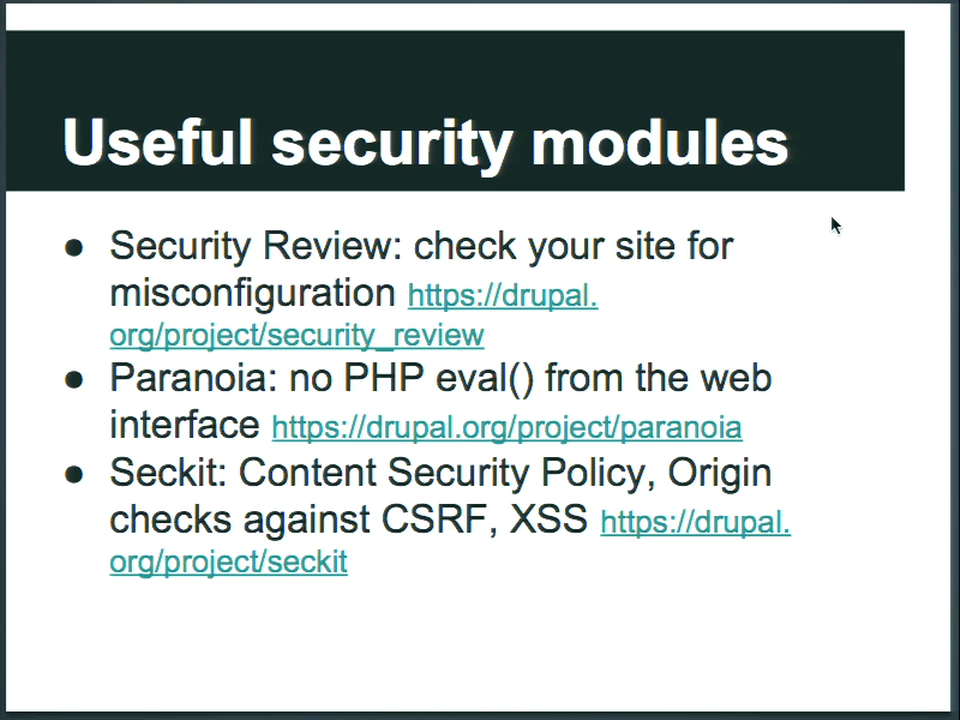 Useful security modules
● Security Review: check your site for
misconfiguration https://drupal.
org/project/security_review
● Paranoia: no PHP eval() from the web
interface https://drupal.org/project/paranoia
● Seckit: Content Security Policy, Origin
checks against CSRF, XSS https://drupal.
org/project/seckit